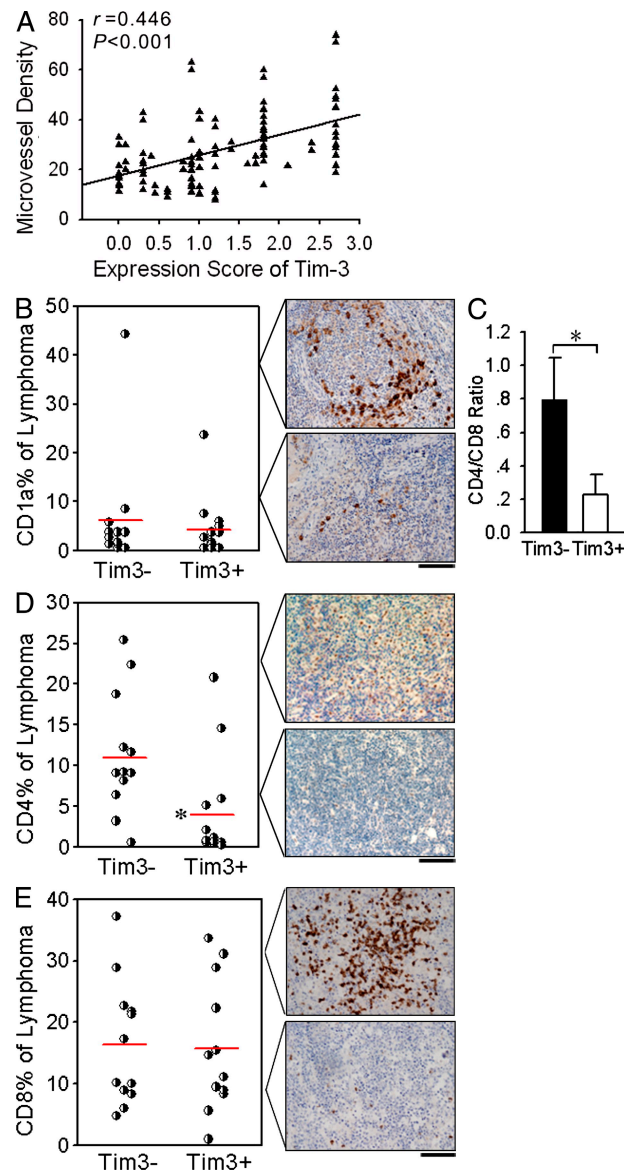 A
r=0.446
P<0.001
Microvessel Density
80
60
40
20
0
0.0 0.5 1.0 1.5 2.0 2.5 3.0
Expression Score of Tim-3
B
CD1a% of Lymphoma
50
40
30
20
10
0
Tim3- Tim3+
C
CD4/CD8 Ratio
1.2
1.0
.8
.6
.4
.2
0.0
*
Tim3- Tim3+
D
CD4% of Lymphoma
30
25
20
15
10
5
0
*
Tim3- Tim3+
E
CD8% of Lymphoma
40
30
20
10
0
Tim3- Tim3+